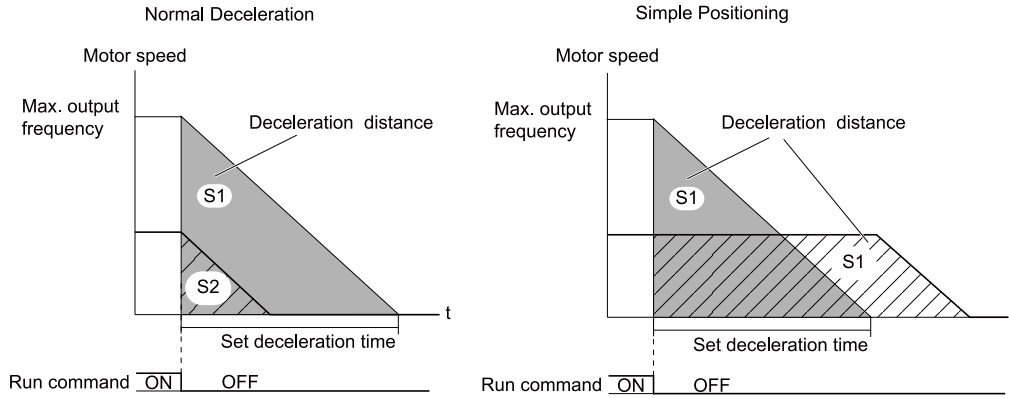 Normal Deceleration
Motor speed
Max. output
frequency
Deceleration distance
S1
S2
t
Set deceleration time
Run command ON OFF
Simple Positioning
Motor speed
Max. output
frequency
Deceleration distance
S1
S1
Set deceleration time
Run command ON OFF